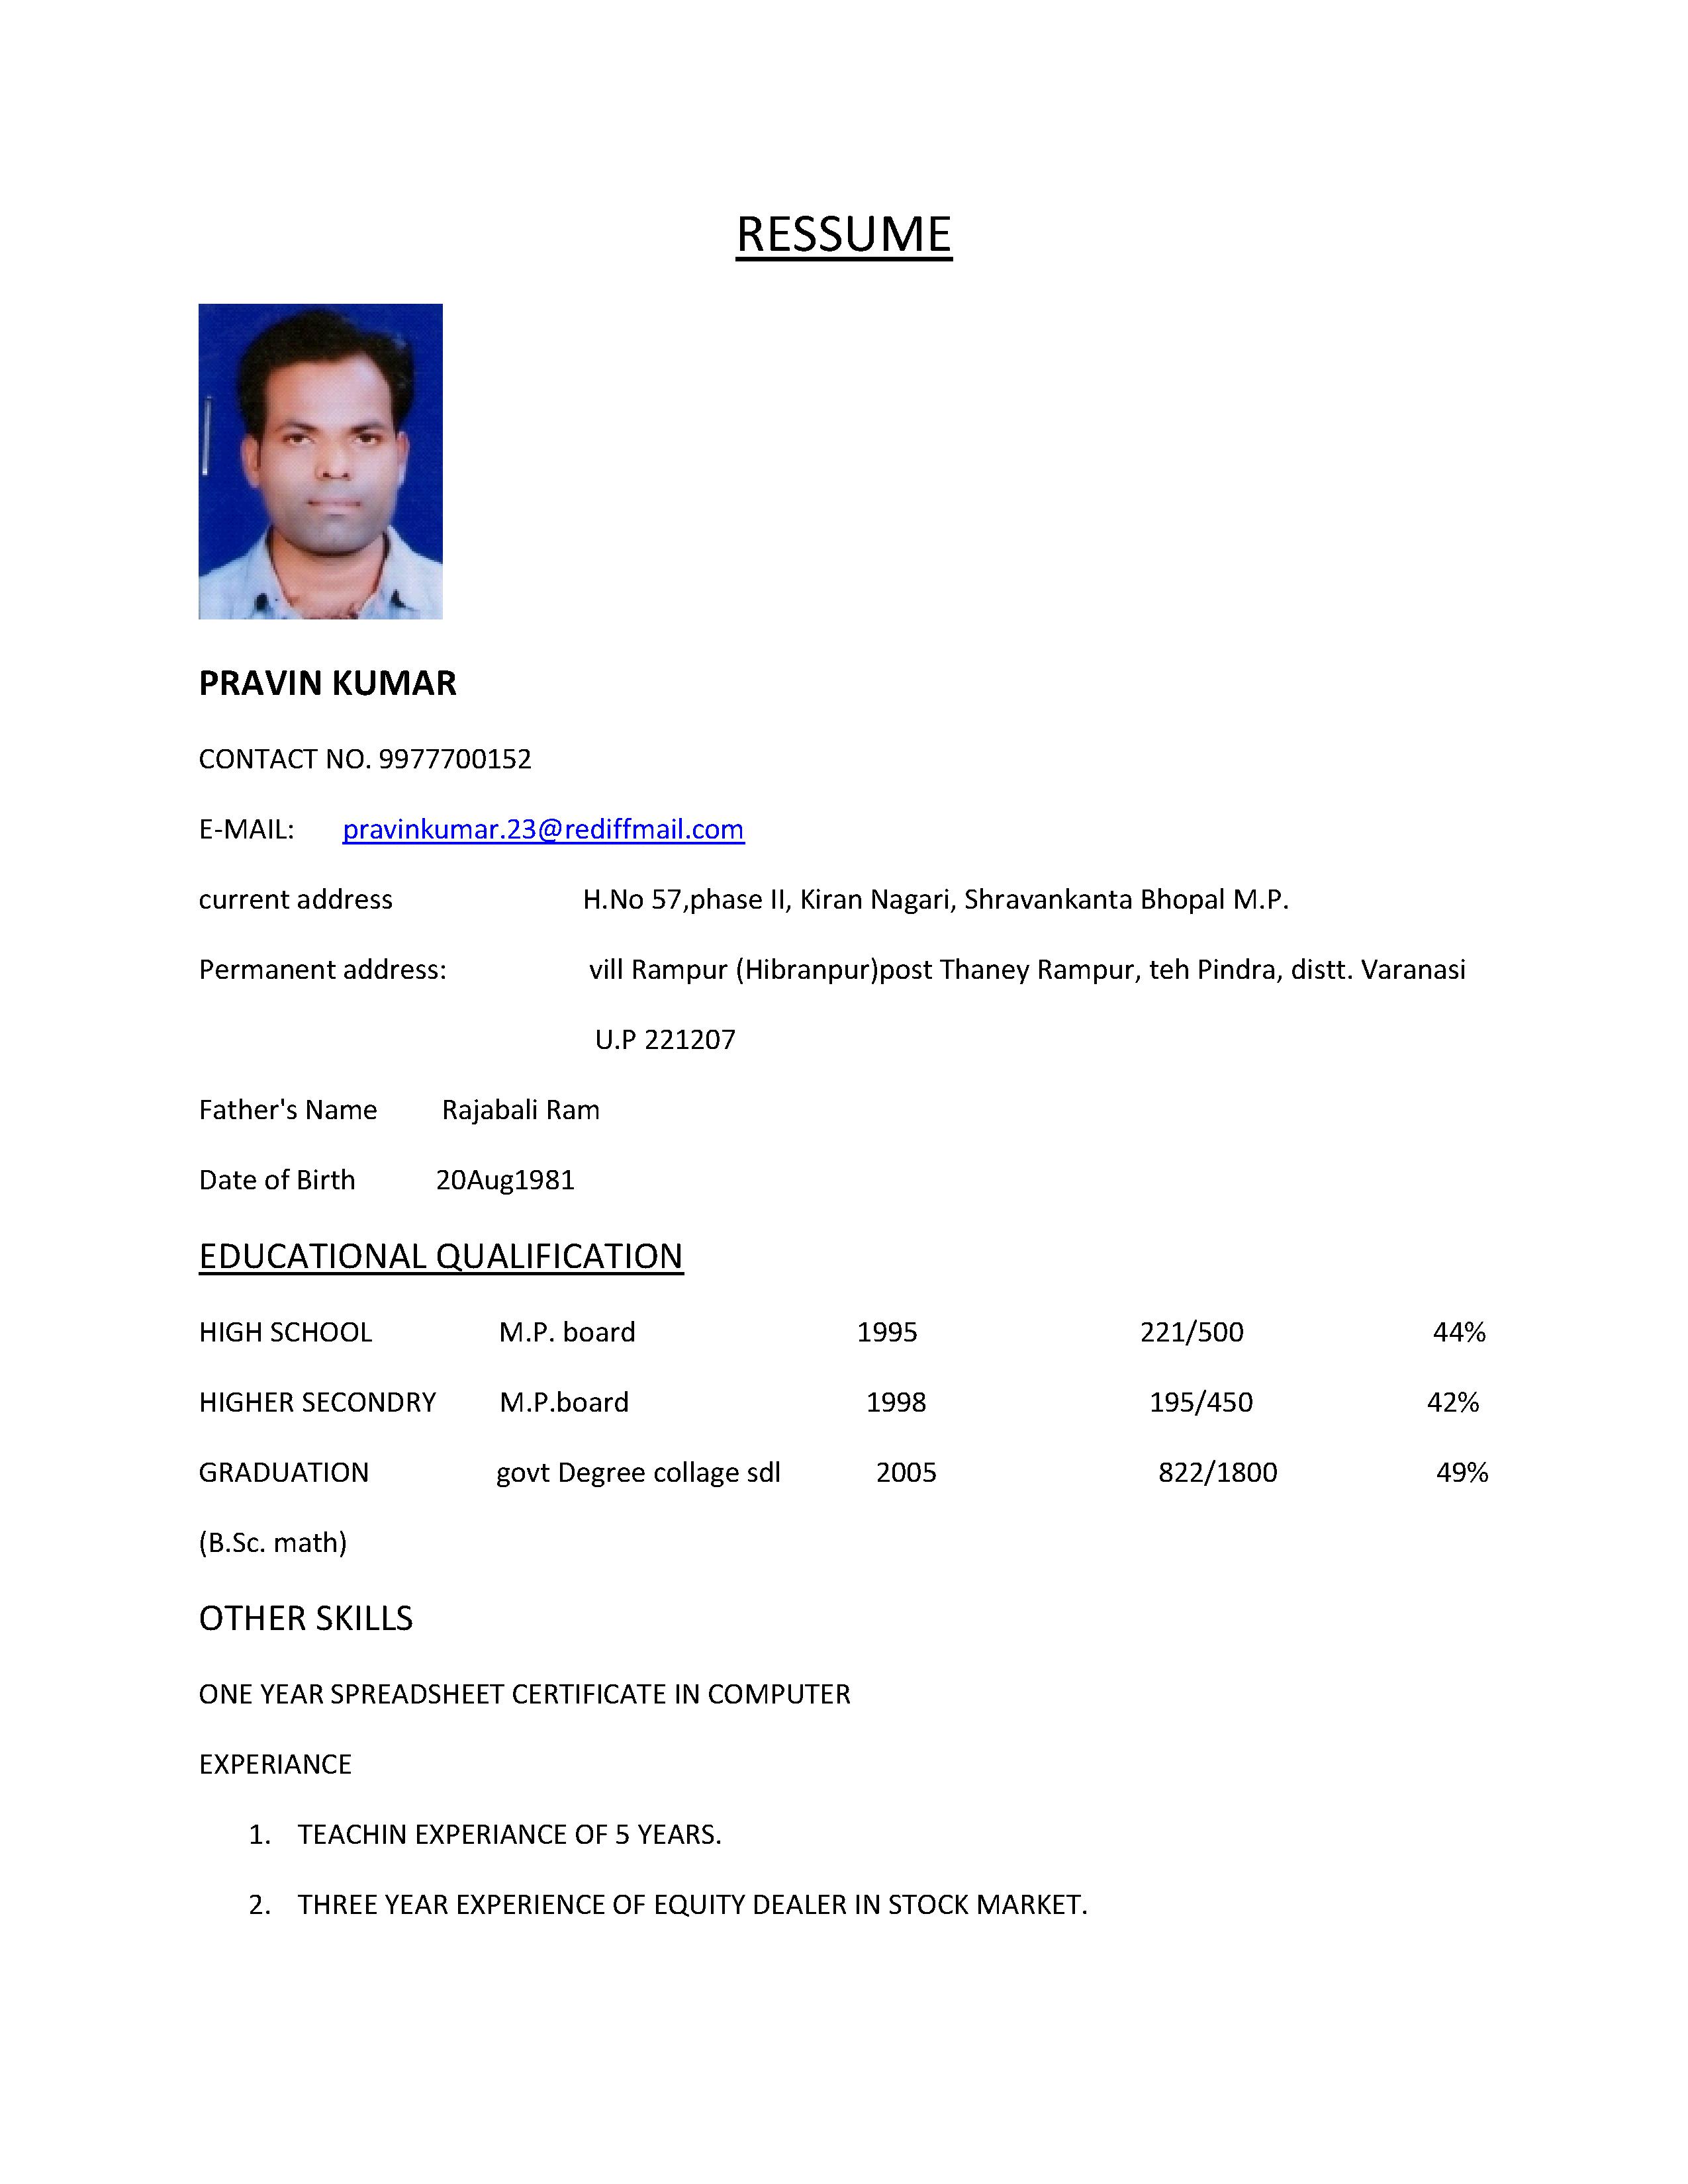 RESSUME
PRAVIN KUMAR
CONTACT NO. 9977700152
E-MAIL: pravinkumar.23@rediffmail.com
current address H.No 57,phase II, Kiran Nagari, Shravankanta Bhopal M.P.
Permanent address: vill Rampur (Hibranpur)post Thaney Rampur, teh Pindra, distt. Varanasi
U.P 221207
Father's Name Rajabali Ram
Date of Birth 20Aug1981
EDUCATIONAL QUALIFICATION
HIGH SCHOOL M.P. board 1995 221/500 44%
HIGHER SECONDRY M.P.board 1998 195/450 42%
GRADUATION govt Degree collage sdl 2005 822/1800 49%
(B.Sc. math)
OTHER SKILLS
ONE YEAR SPREADSHEET CERTIFICATE IN COMPUTER
EXPERIANCE
1. TEACHIN EXPERIANCE OF 5 YEARS.
2. THREE YEAR EXPERIENCE OF EQUITY DEALER IN STOCK MARKET.